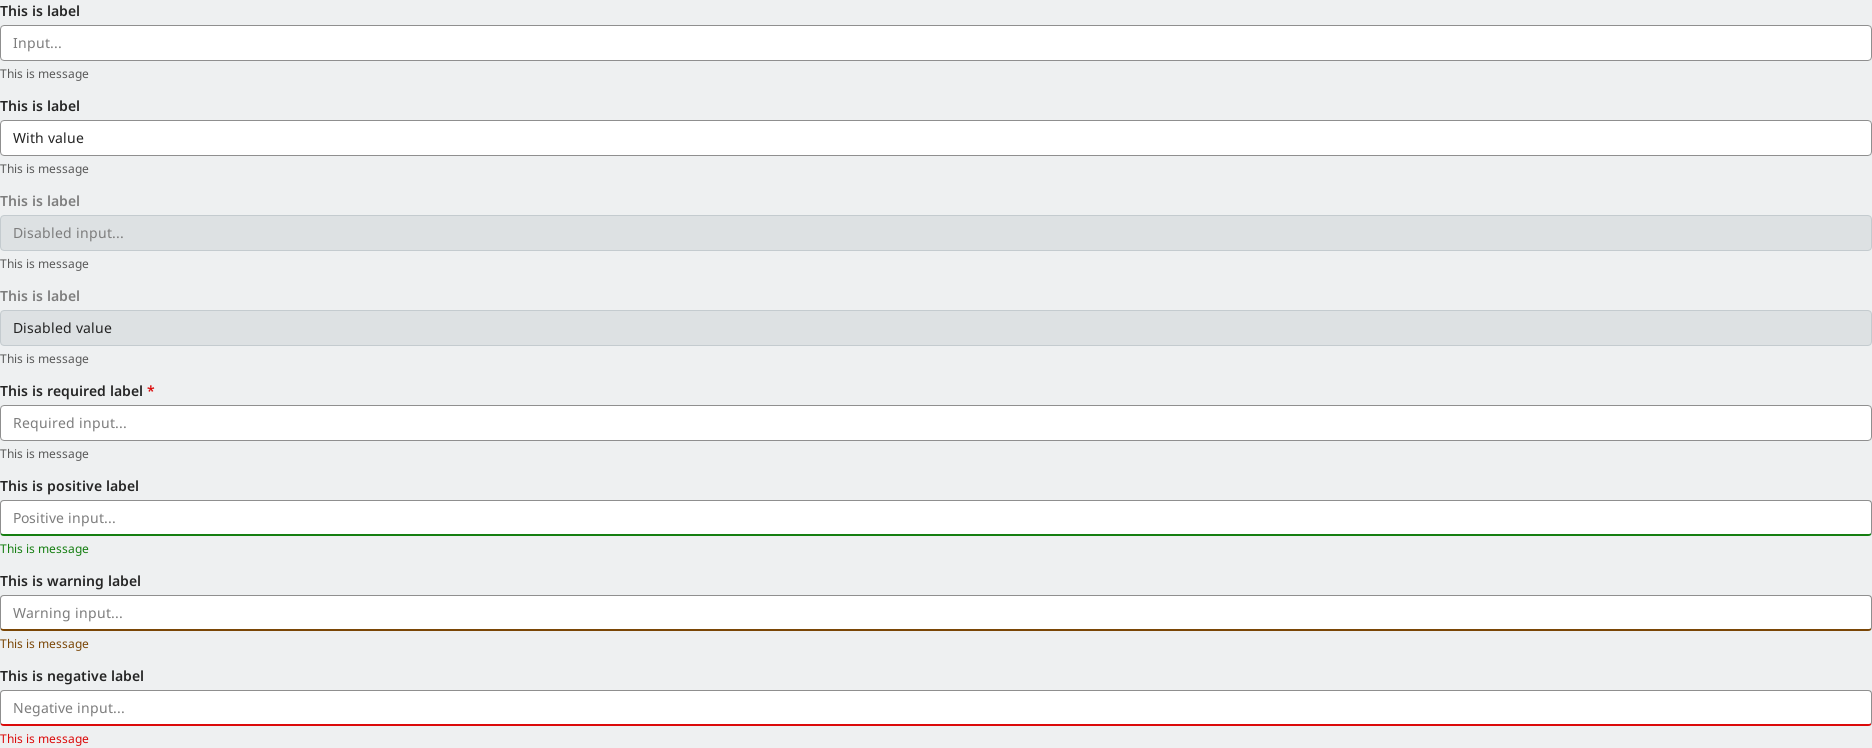 This is label
Input...
This is message
This is label
With value
This is message
This is label
Disabled input...
This is message
This is label
Disabled value
This is message
This is required label *
Required input...
This is message
This is positive label
Positive input...
This is message
This is warning label
Warning input...
This is message
This is negative label
Negative input...
This is message